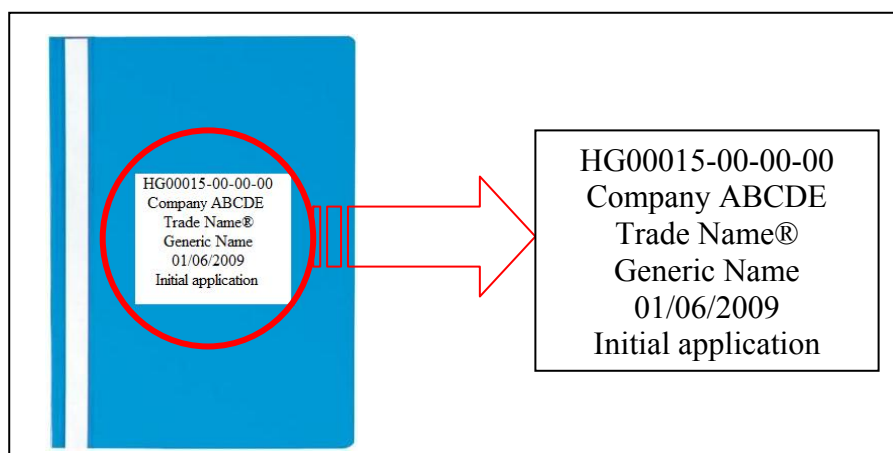 HG00015-00-00-00
Company ABCDE
Trade Name®
Generic Name
01/06/2009
Initial application
HG00015-00-00-00
Company ABCDE
Trade Name®
Generic Name
01/06/2009
Initial application